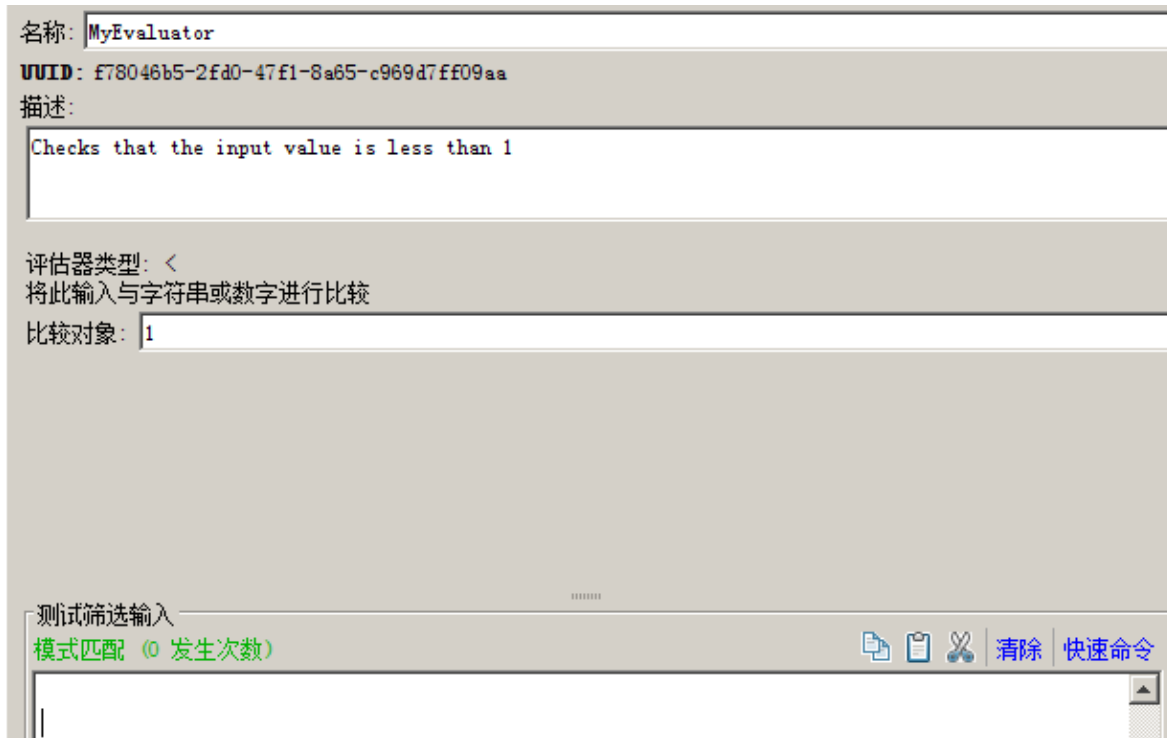 名称: MyEvaluator
UUID: f78046b5-2fd0-47f1-8a65-c969d7ff09aa
描述:
Checks that the input value is less than 1
评估器类型: <
将此输入与字符串或数字进行比较
比较对象: 1
测试筛选输入
模式匹配 (0 发生次数) 清除 快速命令